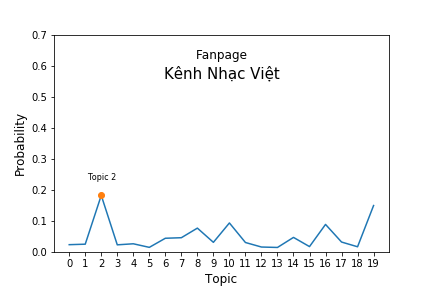 Fanpage
Kênh Nhạc Việt
Topic 2
Probability
0.7
0.6
0.5
0.4
0.3
0.2
0.1
0.0
0 1 2 3 4 5 6 7 8 9 10 11 12 13 14 15 16 17 18 19
Topic